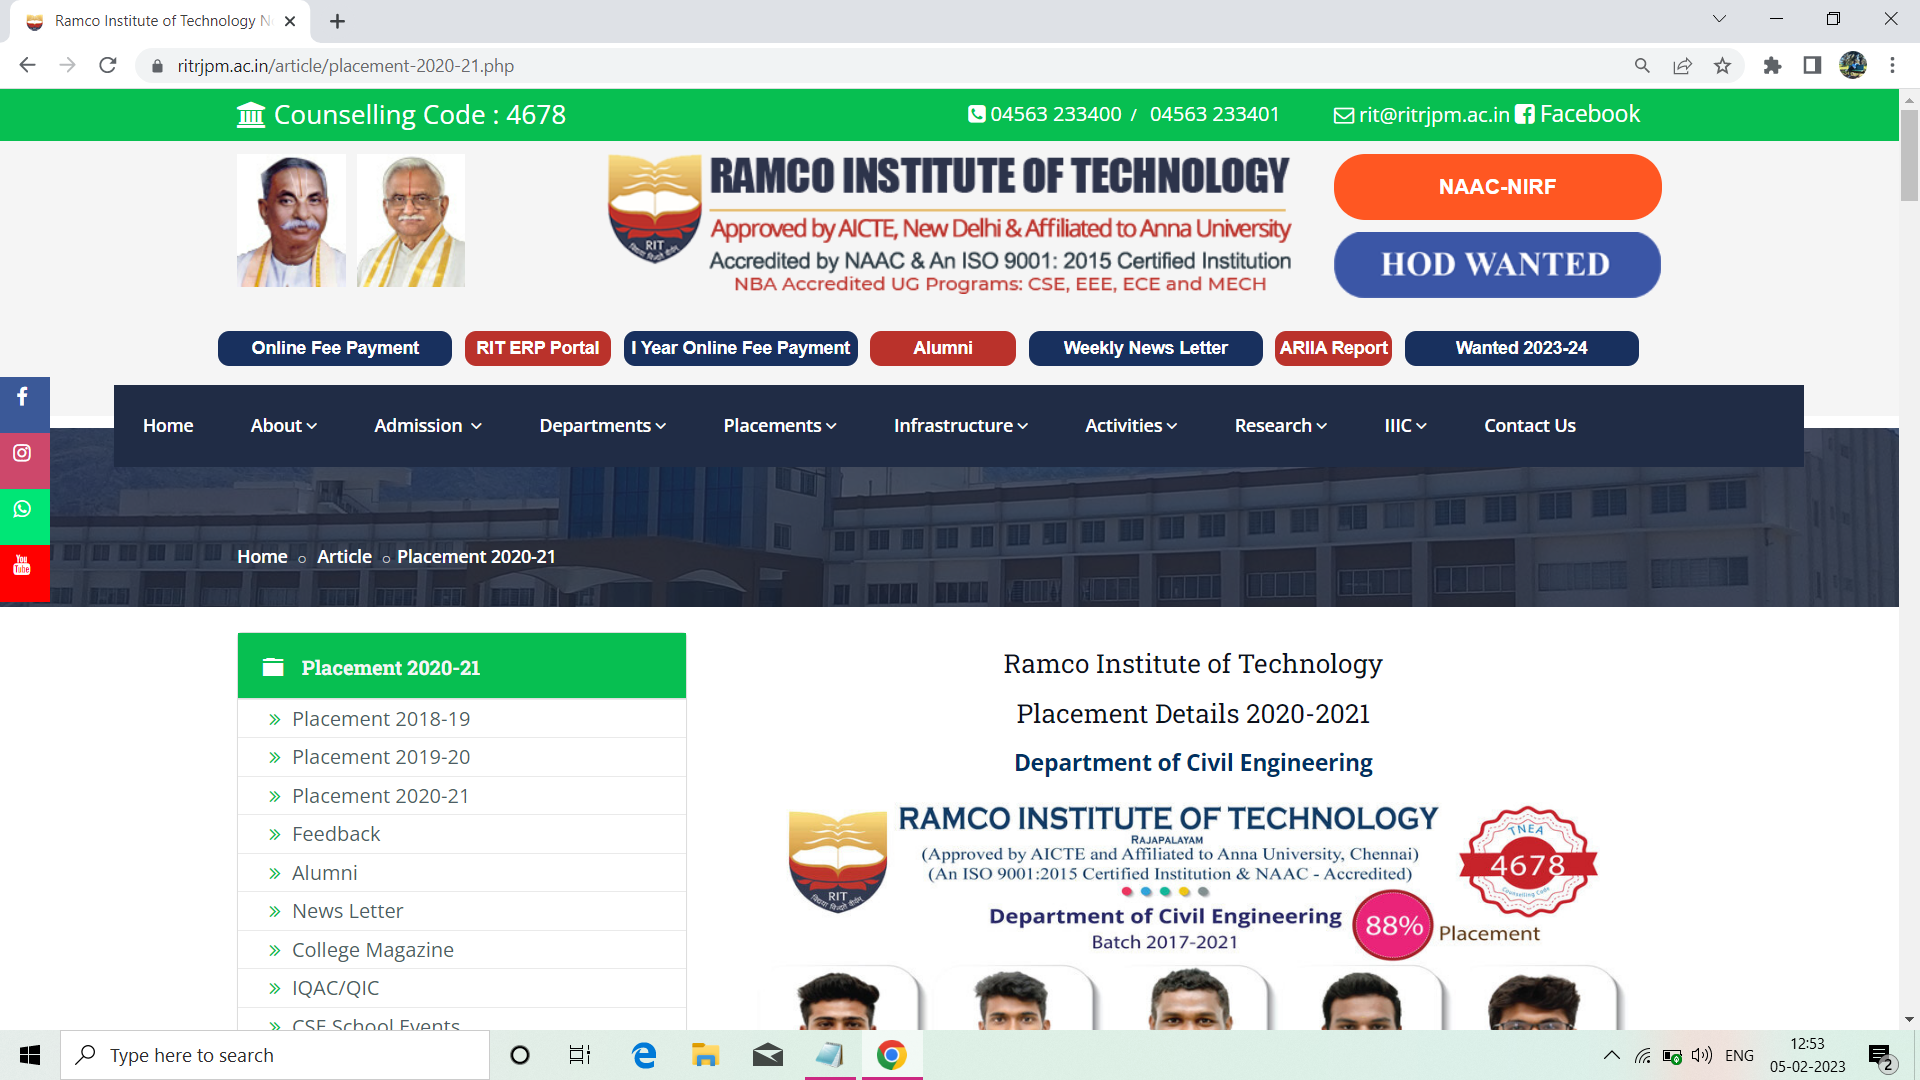 Ramco Institute of Technology N
ritrjpm.ac.in/article/placement-2020-21.php
Counselling Code : 4678
04563 233400 / 04563 233401
rit@ritrjpm.ac.in Facebook
RIT
RAMCO INSTITUTE OF TECHNOLOGY
Approved by AICTE, New Delhi & Affiliated to Anna University
Accredited by NAAC & An ISO 9001: 2015 Certified Institution
NBA Accredited UG Programs: CSE, EEE, ECE and MECH
NAAC-NIRF
HOD WANTED
Online Fee Payment
RIT ERP Portal
I Year Online Fee Payment
Alumni
Weekly News Letter
ARIIA Report
Wanted 2023-24
Home
About
Admission
Departments
Placements
Infrastructure
Activities
Research
IIIC
Contact Us
You
Tube
Home Article Placement 2020-21
Placement 2020-21
Placement 2018-19
Placement 2019-20
Placement 2020-21
Feedback
Alumni
News Letter
College Magazine
IQAC/QIC
CSE School Events
Ramco Institute of Technology
Placement Details 2020-2021
Department of Civil Engineering
RIT
RAMCO INSTITUTE OF TECHNOLOGY
RAJAPALAYAM
(Approved by AICTE and Affiliated to Anna University, Chennai)
(An ISO 9001:2015 Certified Institution & NAAC - Accredited)
TNEA
4678
Counselling Code
Department of Civil Engineering
Batch 2017-2021
88% Placement
Type here to search
ENG
12:53
05-02-2023
2